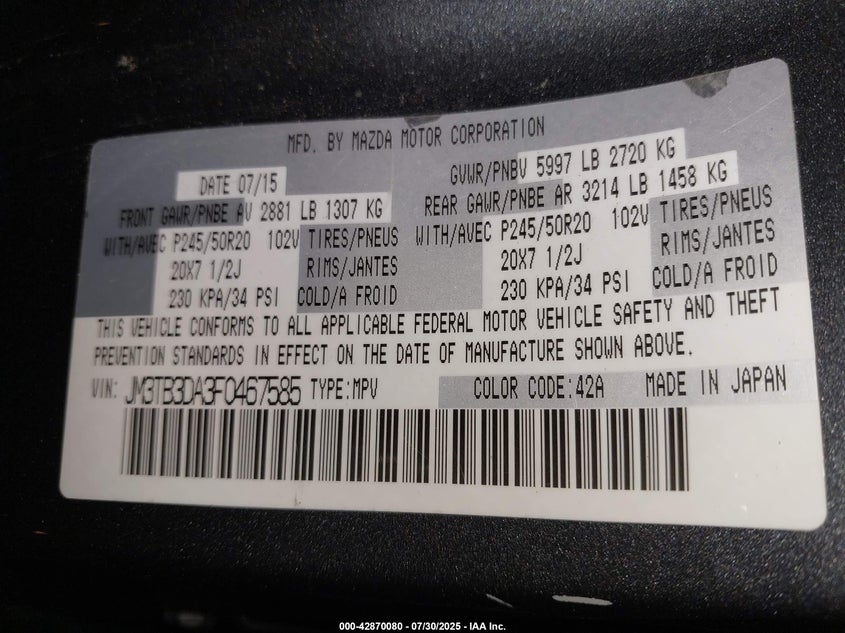 MFD. BY MAZDA MOTOR CORPORATION
DATE 07/15 GVWR/PNBV 5997 LB 2720 KG
FRONT GAWR/PNBE AV 2881 LB 1307 KG REAR GAWR/PNBE AR 3214 LB 1458 KG
WITH/AVEC P245/50R20 102V TIRES/PNEUS WITH/AVEC P245/50R20 102V TIRES/PNEUS
20X7 1/2J RIMS/JANTES 20X7 1/2J RIMS/JANTES
230 KPA/34 PSI COLD/A FROID 230 KPA/34 PSI COLD/A FROID
THIS VEHICLE CONFORMS TO ALL APPLICABLE FEDERAL MOTOR VEHICLE SAFETY AND THEFT
PREVENTION STANDARDS IN EFFECT ON THE DATE OF MANUFACTURE SHOWN ABOVE.
VIN: JM3TB3DA3F0467585 TYPE:MPV COLOR CODE:42A MADE IN JAPAN
000-42870080 - 07/30/2025 - IAA Inc.